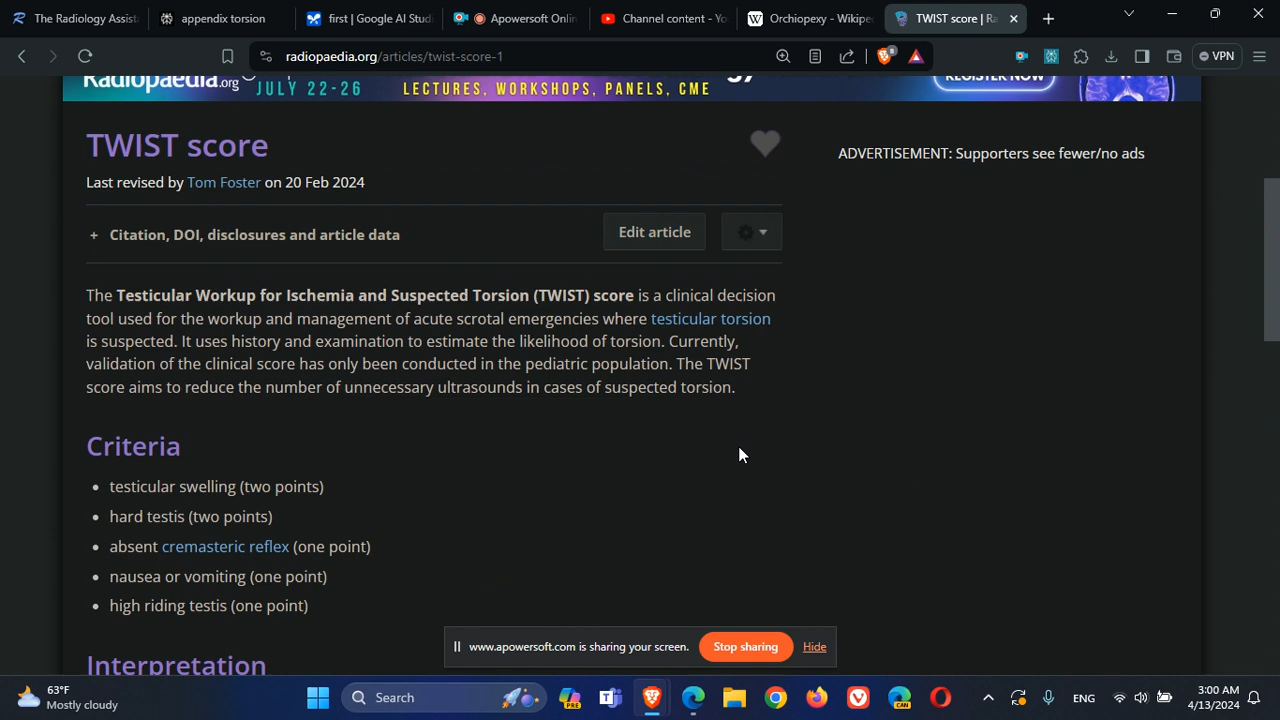 The Radiology Assista
appendix torsion
first | Google AI Studi
Apowersoft Onlin
Channel content - Yo
Orchiopexy - Wikipe
TWIST score | Ra
radiopaedia.org/articles/twist-score-1
VPN
Radiopaedia.org
JULY 22-26
LECTURES, WORKSHOPS, PANELS, CME
REGISTER NOW
TWIST score
ADVERTISEMENT: Supporters see fewer/no ads
Last revised by Tom Foster on 20 Feb 2024
+ Citation, DOI, disclosures and article data
Edit article
The Testicular Workup for Ischemia and Suspected Torsion (TWIST) score is a clinical decision
tool used for the workup and management of acute scrotal emergencies where testicular torsion
is suspected. It uses history and examination to estimate the likelihood of torsion. Currently,
validation of the clinical score has only been conducted in the pediatric population. The TWIST
score aims to reduce the number of unnecessary ultrasounds in cases of suspected torsion.
Criteria
• testicular swelling (two points)
• hard testis (two points)
• absent cremasteric reflex (one point)
• nausea or vomiting (one point)
• high riding testis (one point)
www.apowersoft.com is sharing your screen.
Stop sharing
Hide
Interpretation
63°F
Mostly cloudy
Search
PRE
CAN
ENG
3:00 AM
4/13/2024